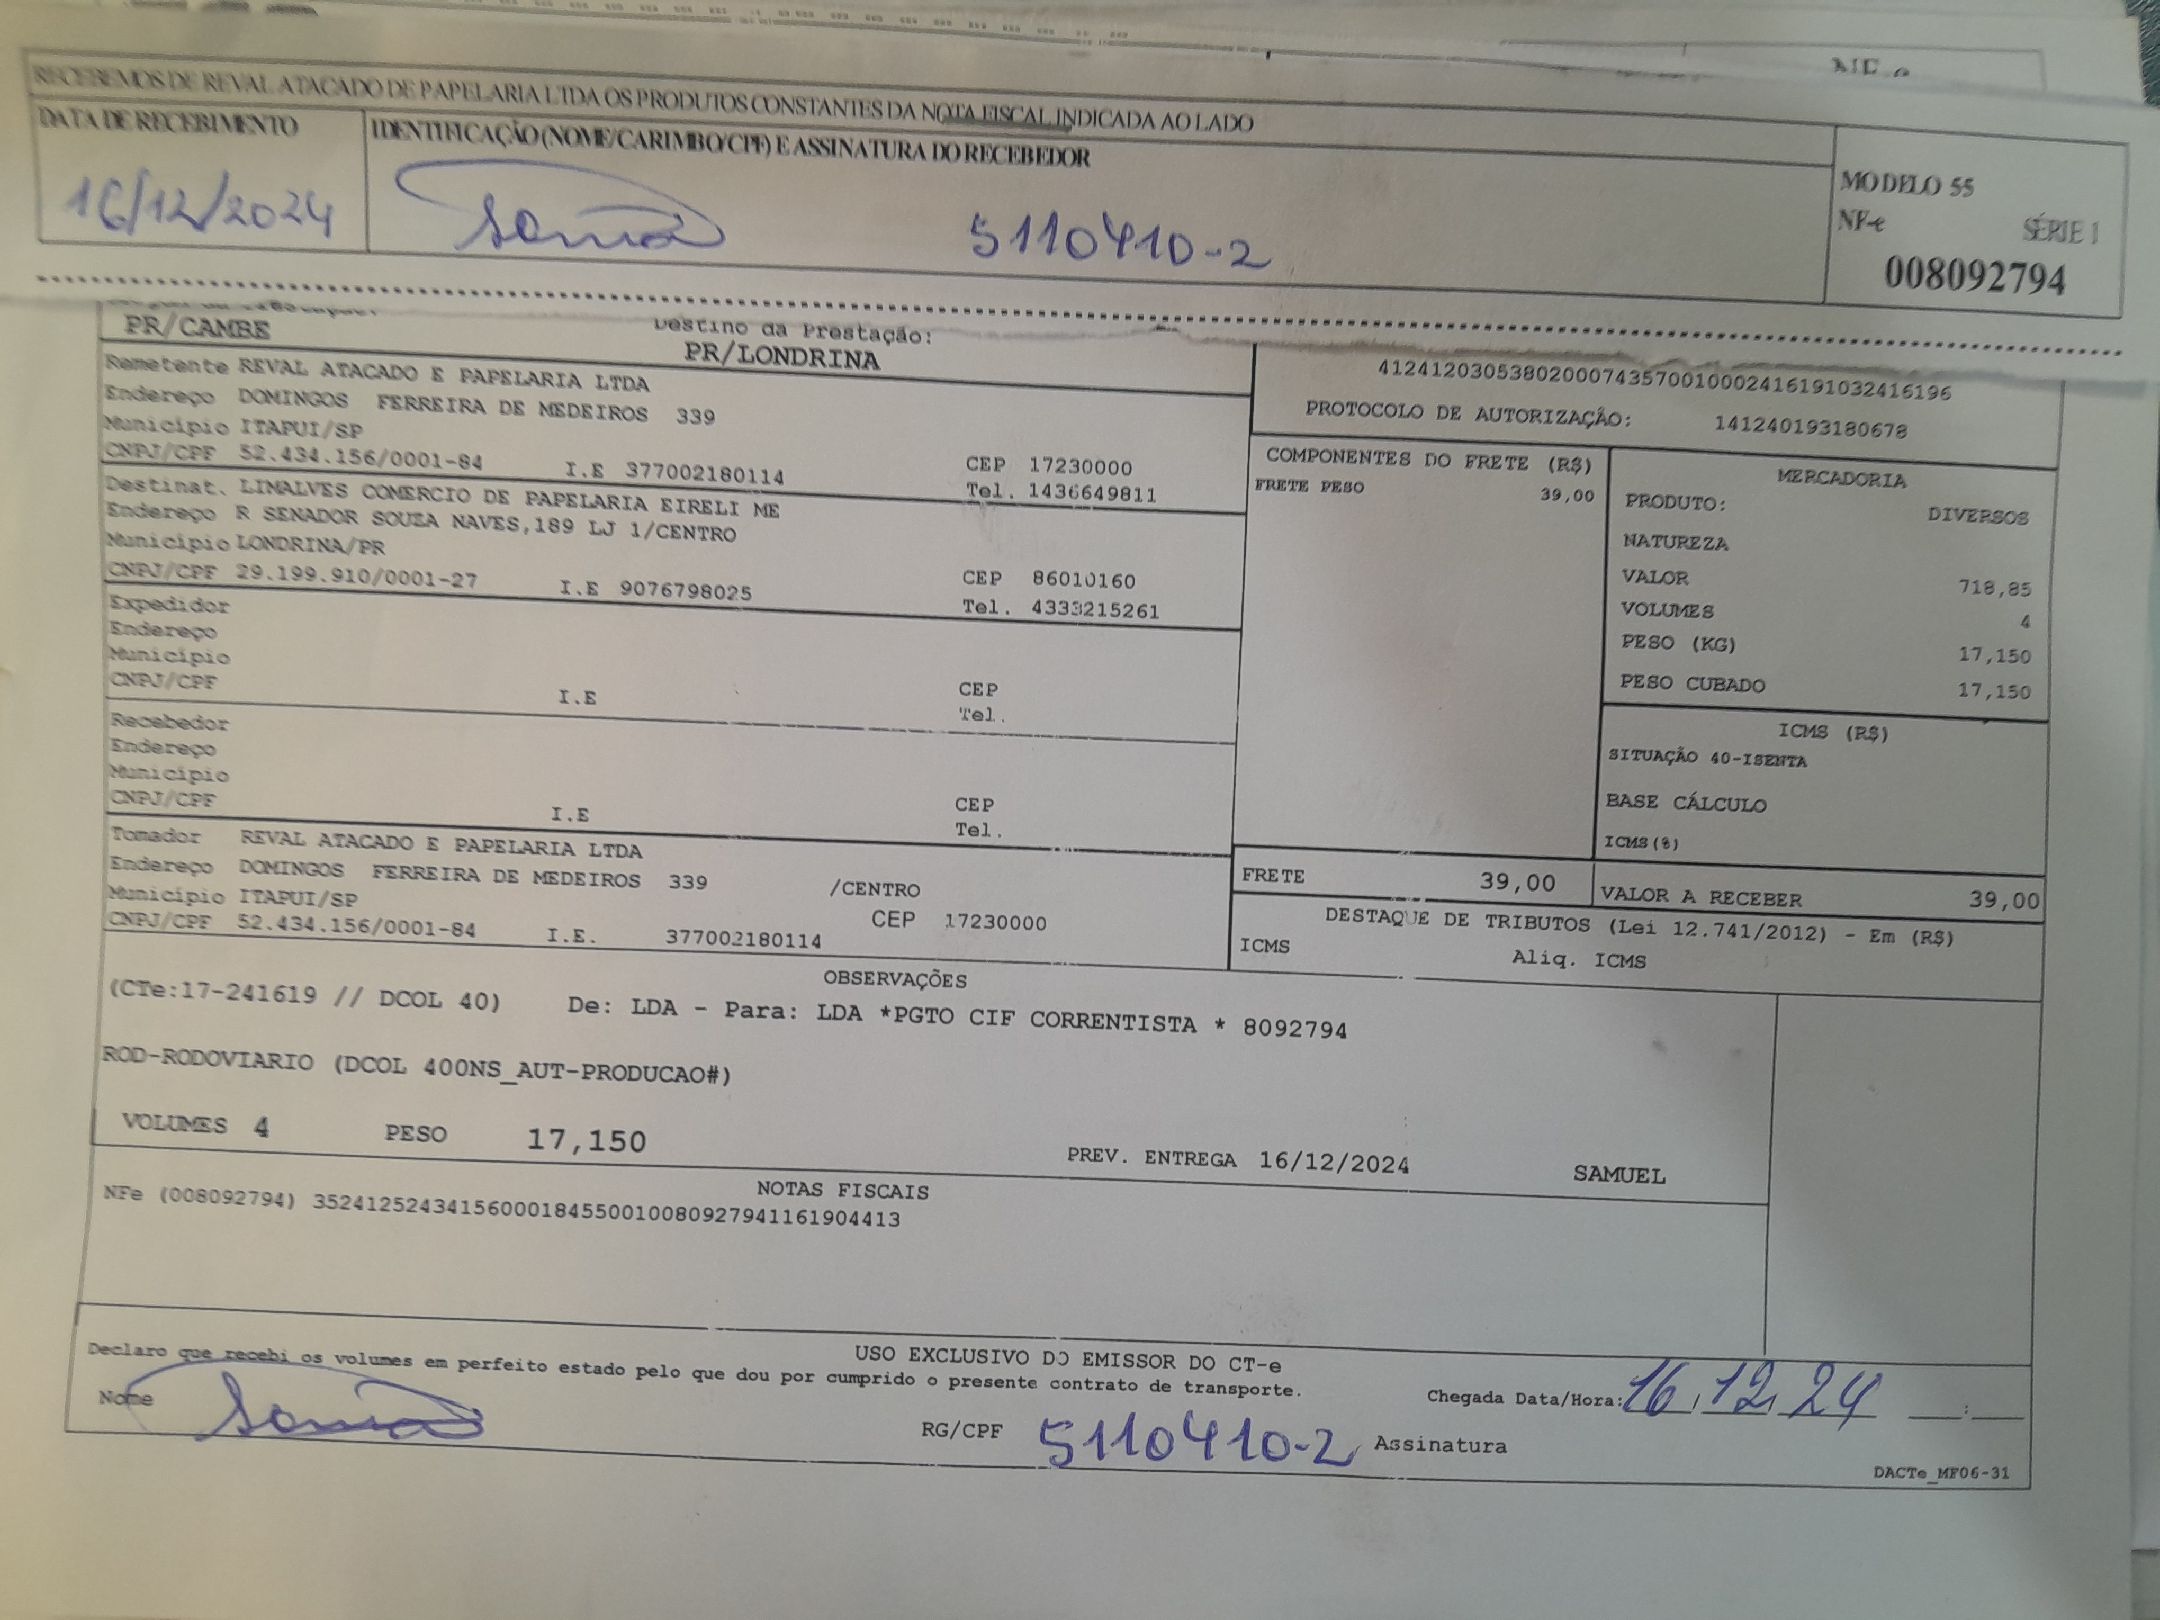 RECEBEMOS DE REVAL ATACADO DE PAPELARIA LTDA OS PRODUTOS CONSTANTES DA NOTA FISCAL INDICADA AO LADO
DATA DE RECEBIMENTO
16/12/2024
IDENTIFICAÇÃO (NOME/CARIMBO/CPF) E ASSINATURA DO RECEBEDOR
5110410-2
MODELO 55
NF-e SÉRIE 1
008092794
PR/CAMBE
Destino da Prestação:
PR/LONDRINA
Remetente REVAL ATACADO E PAPELARIA LTDA
Endereço DOMINGOS FERREIRA DE MEDEIROS 339
Município ITAPUI/SP
CNPJ/CPF 52.434.156/0001-84 I.E 377002180114
CEP 17230000
Tel. 1436649811
Destinat. LIMALVES COMERCIO DE PAPELARIA EIRELI ME
Endereço R SENADOR SOUZA NAVES,189 LJ 1/CENTRO
Município LONDRINA/PR
CNPJ/CPF 29.199.910/0001-27 I.E 9076798025
CEP 86010160
Tel. 4333215261
Expedidor
Endereço
Município
CNPJ/CPF I.E
CEP
Tel.
Recebedor
Endereço
Município
CNPJ/CPF I.E
CEP
Tel.
Tomador REVAL ATACADO E PAPELARIA LTDA
Endereço DOMINGOS FERREIRA DE MEDEIROS 339 /CENTRO
Município ITAPUI/SP CEP 17230000
CNPJ/CPF 52.434.156/0001-84 I.E. 377002180114
41241203053802000743570010002416191032416196
PROTOCOLO DE AUTORIZAÇÃO: 141240193180678
COMPONENTES DO FRETE (R$)
FRETE PESO 39,00
MERCADORIA
PRODUTO: DIVERSOS
NATUREZA
VALOR 718,85
VOLUMES 4
PESO (KG) 17,150
PESO CUBADO 17,150
ICMS (R$)
SITUAÇÃO 40-ISENTA
BASE CÁLCULO
ICMS(%)
FRETE 39,00
VALOR A RECEBER 39,00
DESTAQUE DE TRIBUTOS (Lei 12.741/2012) - Em (R$)
ICMS Aliq. ICMS
OBSERVAÇÕES
(CTe:17-241619 // DCOL 40) De: LDA - Para: LDA *PGTO CIF CORRENTISTA * 8092794
ROD-RODOVIARIO (DCOL 400NS_AUT-PRODUCAO#)
VOLUMES 4 PESO 17,150
PREV. ENTREGA 16/12/2024 SAMUEL
NOTAS FISCAIS
NFe (008092794) 35241252434156000184550010080927941161904413
USO EXCLUSIVO DO EMISSOR DO CT-e
Declaro que recebi os volumes em perfeito estado pelo que dou por cumprido o presente contrato de transporte.
Chegada Data/Hora: 16/12/24 __:__
Nome
RG/CPF 5110410-2 Assinatura
DACTe_MF06-31